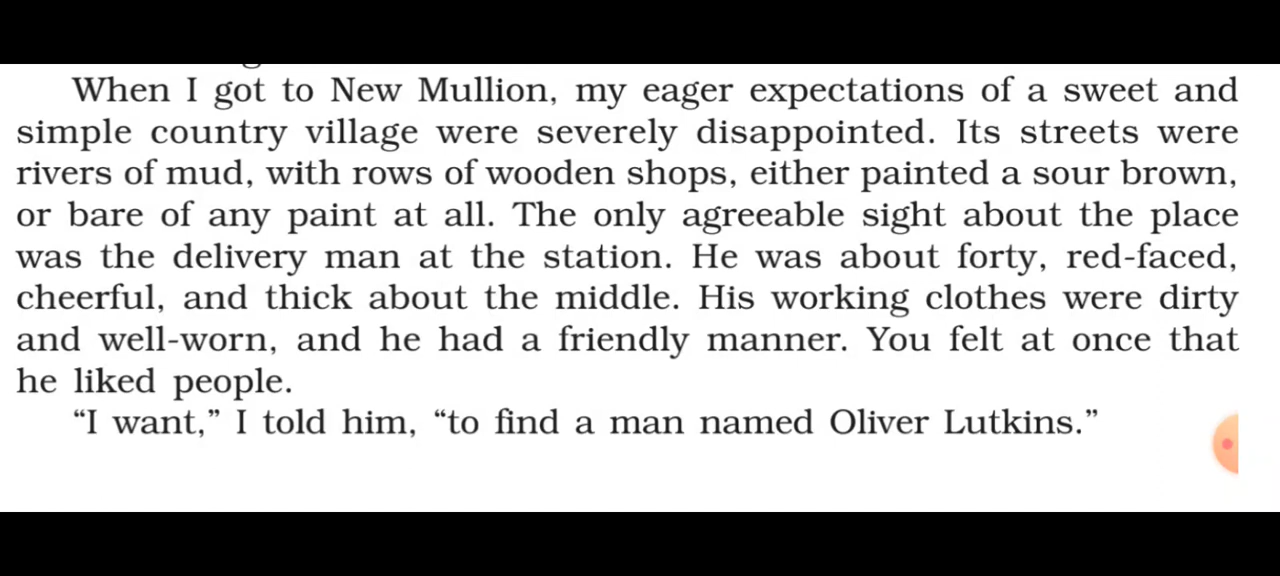 When I got to New Mullion, my eager expectations of a sweet and
simple country village were severely disappointed. Its streets were
rivers of mud, with rows of wooden shops, either painted a sour brown,
or bare of any paint at all. The only agreeable sight about the place
was the delivery man at the station. He was about forty, red-faced,
cheerful, and thick about the middle. His working clothes were dirty
and well-worn, and he had a friendly manner. You felt at once that
he liked people.
“I want,” I told him, “to find a man named Oliver Lutkins.”